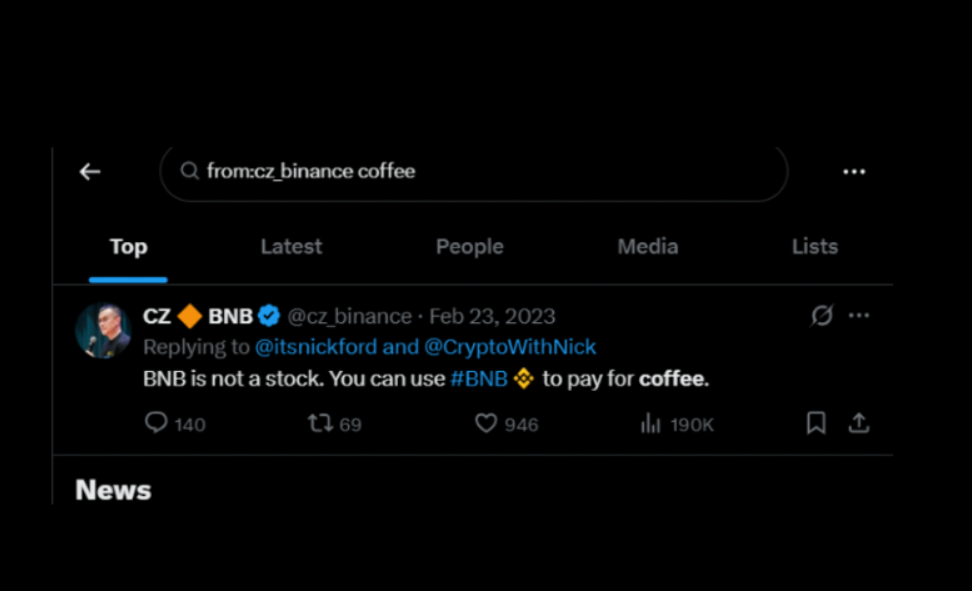 from:cz_binance coffee
Top Latest People Media Lists
CZ 🔶 BNB @cz_binance · Feb 23, 2023
Replying to @itsnickford and @CryptoWithNick
BNB is not a stock. You can use #BNB to pay for coffee.
140 69 946 190K
News